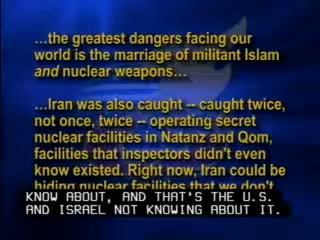 ...the greatest dangers facing our
world is the marriage of militant Islam
and nuclear weapons...
...Iran was also caught -- caught twice,
not once, twice -- operating secret
nuclear facilities in Natanz and Qom,
facilities that inspectors didn't even
know existed. Right now, Iran could be
hiding nuclear facilities that we don't
KNOW ABOUT, AND THAT'S THE U.S.
AND ISRAEL NOT KNOWING ABOUT IT.